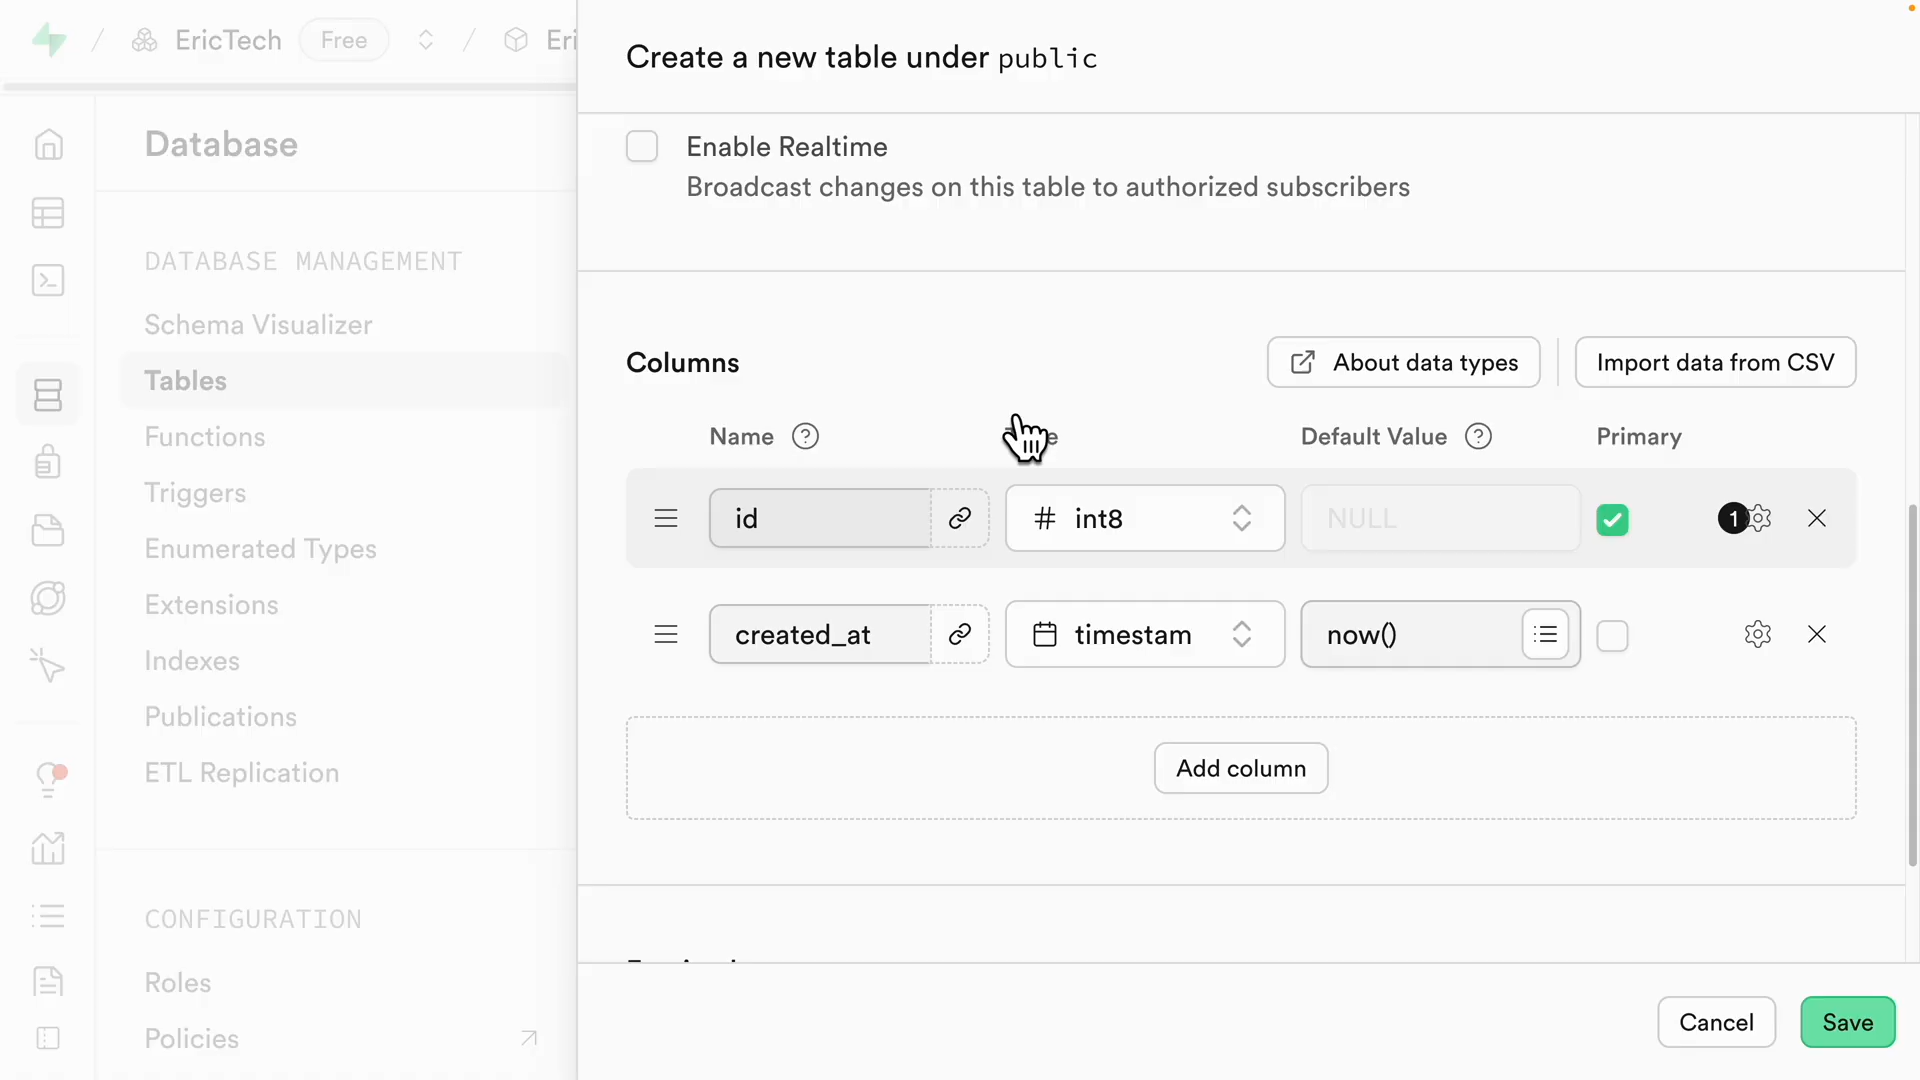 EricTech
Free
Eri
Database
DATABASE MANAGEMENT
Schema Visualizer
Tables
Functions
Triggers
Enumerated Types
Extensions
Indexes
Publications
ETL Replication
CONFIGURATION
Roles
Policies
Create a new table under public
Enable Realtime
Broadcast changes on this table to authorized subscribers
Columns
About data types
Import data from CSV
Name
Default Value
Primary
id
# int8
NULL
1
created_at
timestam
now()
Add column
Cancel
Save